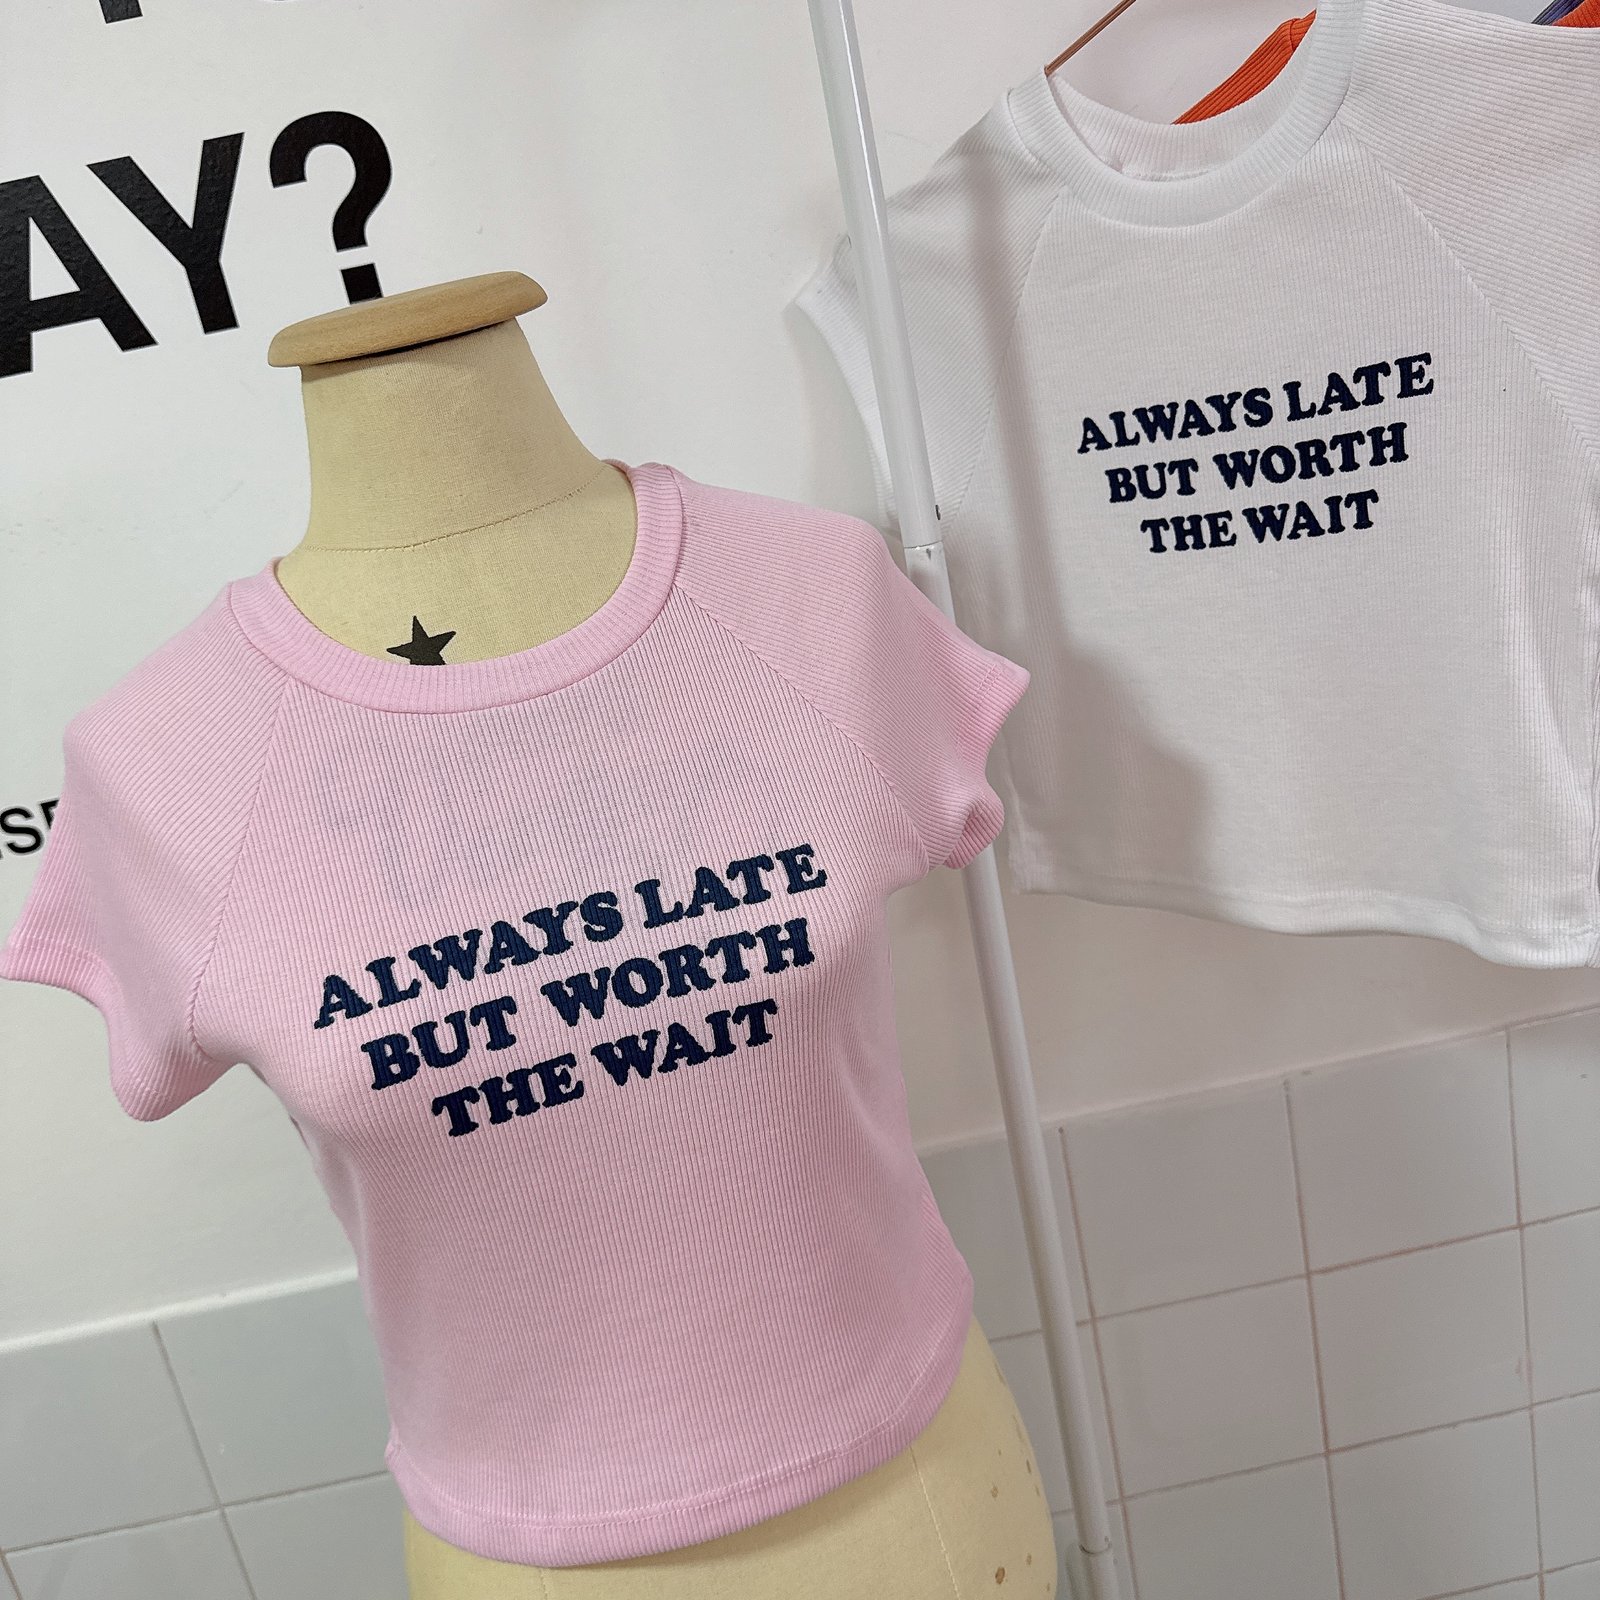 AY?
ALWAYS LATE
BUT WORTH
THE WAIT
ALWAYS LATE
BUT WORTH
THE WAIT